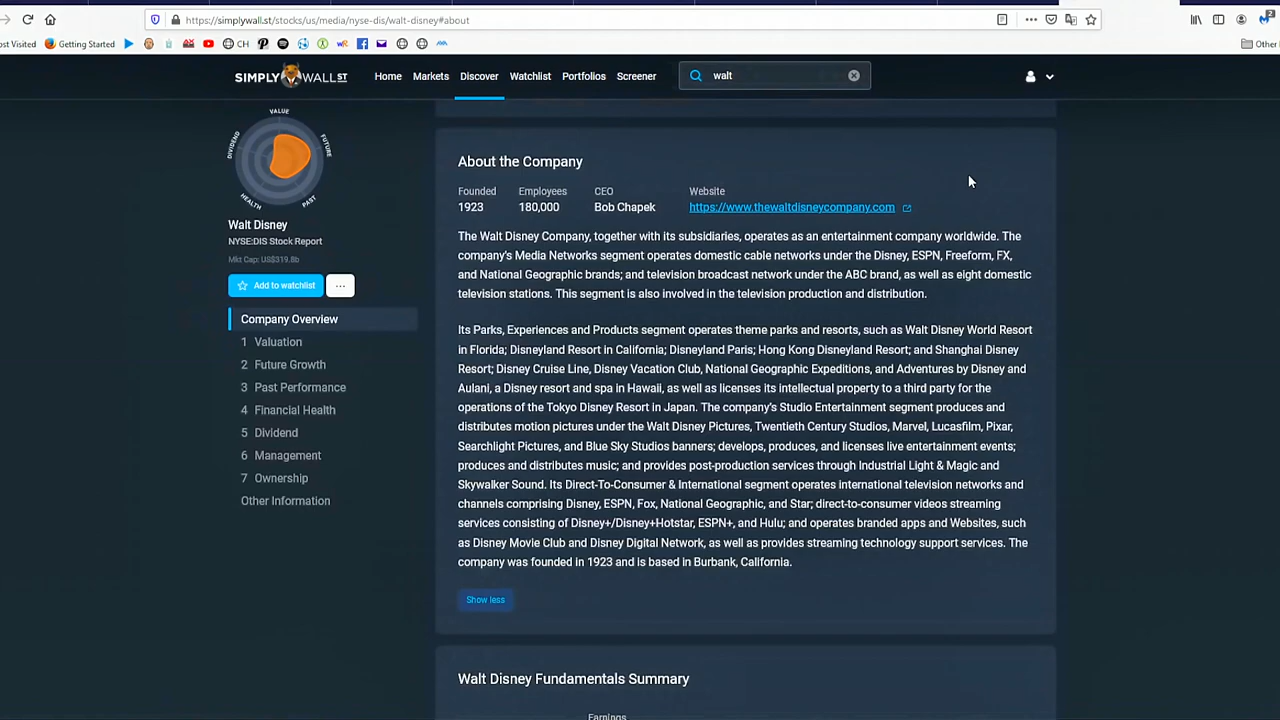 https://simplywall.st/stocks/us/media/nyse-dis/walt-disney#about
ost Visited
Getting Started
CH
Other
SIMPLY WALL ST
Home
Markets
Discover
Watchlist
Portfolios
Screener
walt
VALUE
FUTURE
PAST
HEALTH
DIVIDEND
Walt Disney
NYSE:DIS Stock Report
Mkt Cap: US$319.8b
Add to watchlist
...
Company Overview
1 Valuation
2 Future Growth
3 Past Performance
4 Financial Health
5 Dividend
6 Management
7 Ownership
Other Information
About the Company
Founded Employees CEO Website
1923 180,000 Bob Chapek https://www.thewaltdisneycompany.com
The Walt Disney Company, together with its subsidiaries, operates as an entertainment company worldwide. The
company's Media Networks segment operates domestic cable networks under the Disney, ESPN, Freeform, FX,
and National Geographic brands; and television broadcast network under the ABC brand, as well as eight domestic
television stations. This segment is also involved in the television production and distribution.
Its Parks, Experiences and Products segment operates theme parks and resorts, such as Walt Disney World Resort
in Florida; Disneyland Resort in California; Disneyland Paris; Hong Kong Disneyland Resort; and Shanghai Disney
Resort; Disney Cruise Line, Disney Vacation Club, National Geographic Expeditions, and Adventures by Disney and
Aulani, a Disney resort and spa in Hawaii, as well as licenses its intellectual property to a third party for the
operations of the Tokyo Disney Resort in Japan. The company's Studio Entertainment segment produces and
distributes motion pictures under the Walt Disney Pictures, Twentieth Century Studios, Marvel, Lucasfilm, Pixar,
Searchlight Pictures, and Blue Sky Studios banners; develops, produces, and licenses live entertainment events;
produces and distributes music; and provides post-production services through Industrial Light & Magic and
Skywalker Sound. Its Direct-To-Consumer & International segment operates international television networks and
channels comprising Disney, ESPN, Fox, National Geographic, and Star; direct-to-consumer videos streaming
services consisting of Disney+/Disney+Hotstar, ESPN+, and Hulu; and operates branded apps and Websites, such
as Disney Movie Club and Disney Digital Network, as well as provides streaming technology support services. The
company was founded in 1923 and is based in Burbank, California.
Show less
Walt Disney Fundamentals Summary
Earnings